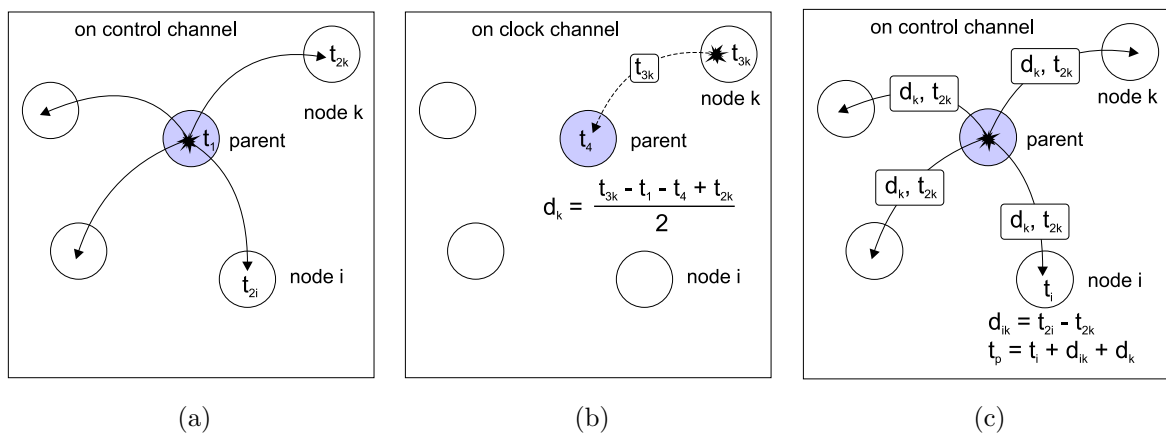 on control channel
t₂ₖ
node k
t₁
parent
t₂ᵢ
node i
(a)
on clock channel
t₃ₖ
t₃ₖ
node k
t₄
parent
dₖ = (t₃ₖ - t₁ - t₄ + t₂ₖ) / 2
node i
(b)
on control channel
dₖ, t₂ₖ
dₖ, t₂ₖ
node k
parent
dₖ, t₂ₖ
dₖ, t₂ₖ
tᵢ
node i
dᵢₖ = t₂ᵢ - t₂ₖ
tₚ = tᵢ + dᵢₖ + dₖ
(c)